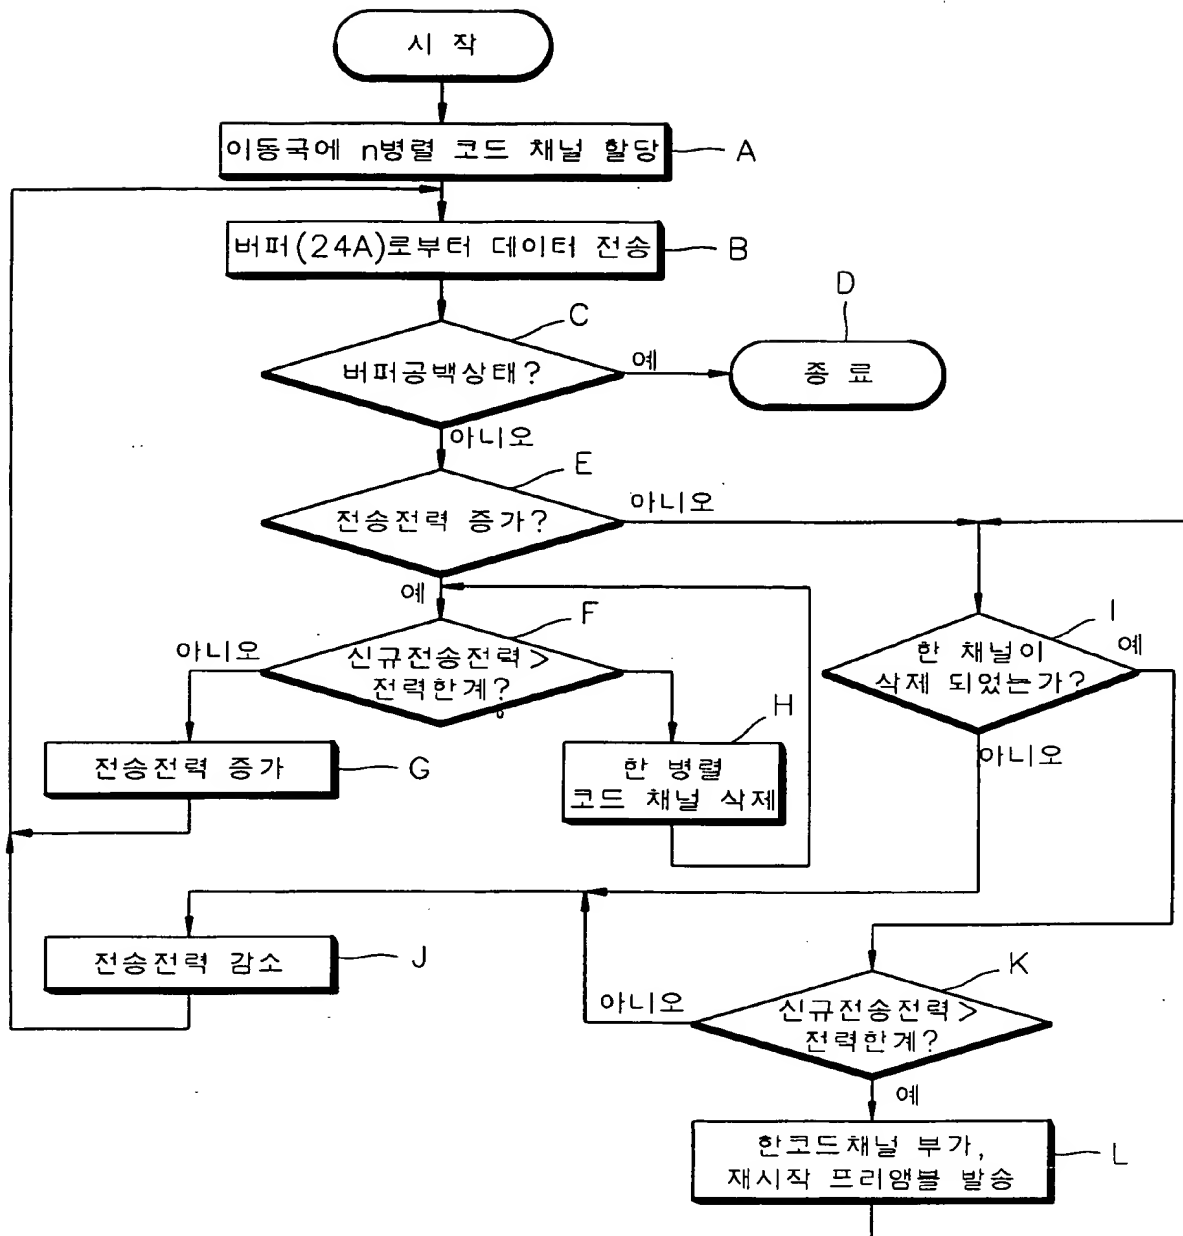 시 작
이동국에 n병렬 코드 채널 할당
A
버퍼(24A)로부터 데이터 전송
B
C
버퍼공백상태?
예
D
종 료
아니오
E
전송전력 증가?
아니오
예
F
신규전송전력>
전력한계?
아니오
I
한 채널이
삭제 되었는가?
예
아니오
전송전력 증가
G
H
한 병렬
코드 채널 삭제
전송전력 감소
J
K
신규전송전력>
전력한계?
아니오
예
한코드채널 부가,
재시작 프리앰블 발송
L